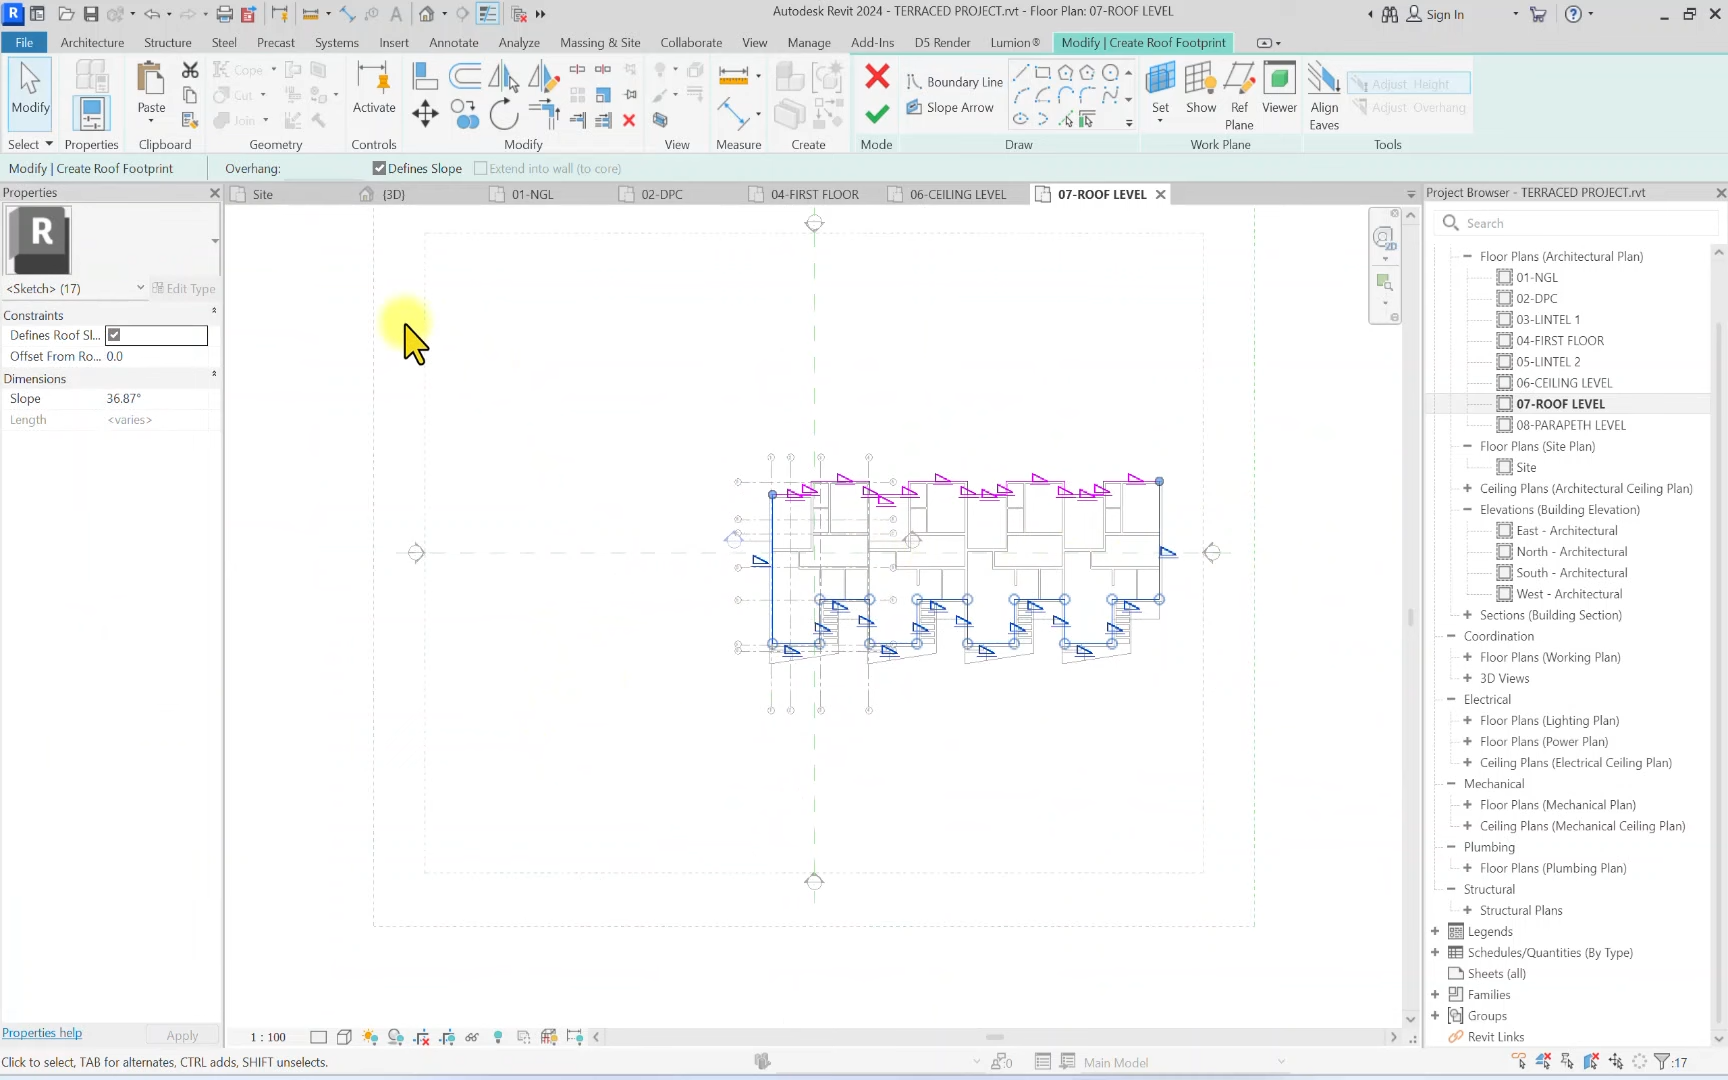 Autodesk Revit 2024 - TERRACED PROJECT.rvt - Floor Plan: 07-ROOF LEVEL
Sign In
File Architecture Structure Steel Precast Systems Insert Annotate Analyze Massing & Site Collaborate View Manage Add-Ins D5 Render Lumion® Modify | Create Roof Footprint
Modify
Paste
Cope
Cut
Join
Activate
Boundary Line
Slope Arrow
Set Show Ref Plane Viewer
Align Eaves
Adjust Height
Adjust Overhang
Select Properties Clipboard Geometry Controls Modify View Measure Create Mode Draw Work Plane Tools
Modify | Create Roof Footprint Overhang: Defines Slope Extend into wall (to core)
Properties
Site {3D} 01-NGL 02-DPC 04-FIRST FLOOR 06-CEILING LEVEL 07-ROOF LEVEL
Project Browser - TERRACED PROJECT.rvt
R
<Sketch> (17) Edit Type
Constraints
Defines Roof Sl...
Offset From Ro... 0.0
Dimensions
Slope 36.87°
Length <varies>
Properties help Apply
Search
Floor Plans (Architectural Plan)
01-NGL
02-DPC
03-LINTEL 1
04-FIRST FLOOR
05-LINTEL 2
06-CEILING LEVEL
07-ROOF LEVEL
08-PARAPETH LEVEL
Floor Plans (Site Plan)
Site
Ceiling Plans (Architectural Ceiling Plan)
Elevations (Building Elevation)
East - Architectural
North - Architectural
South - Architectural
West - Architectural
Sections (Building Section)
Coordination
Floor Plans (Working Plan)
3D Views
Electrical
Floor Plans (Lighting Plan)
Floor Plans (Power Plan)
Ceiling Plans (Electrical Ceiling Plan)
Mechanical
Floor Plans (Mechanical Plan)
Ceiling Plans (Mechanical Ceiling Plan)
Plumbing
Floor Plans (Plumbing Plan)
Structural
Structural Plans
Legends
Schedules/Quantities (By Type)
Sheets (all)
Families
Groups
Revit Links
1 : 100
Click to select, TAB for alternates, CTRL adds, SHIFT unselects.
:0
Main Model
:17